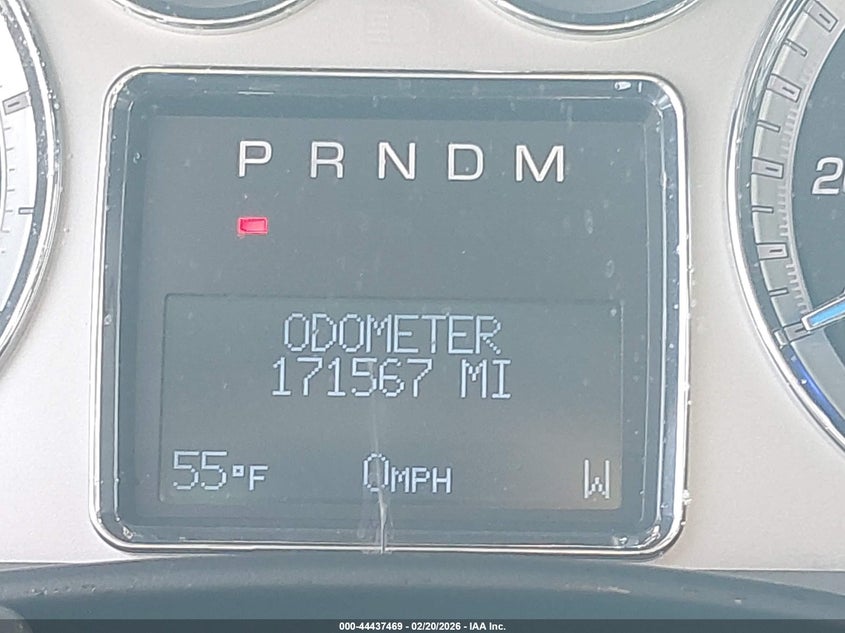 P R N D M
ODOMETER
171567 MI
55°F 0MPH W
000-44437469 - 02/20/2026 - IAA Inc.